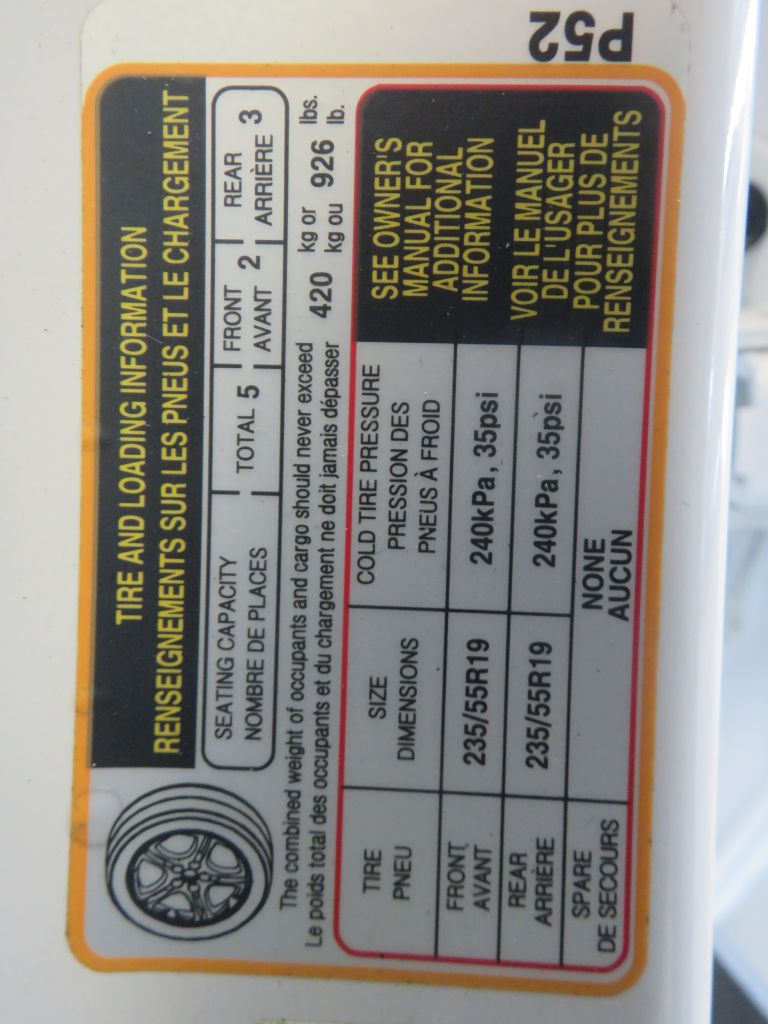 P52
TIRE AND LOADING INFORMATION
RENSEIGNEMENTS SUR LES PNEUS ET LE CHARGEMENT
SEATING CAPACITY
NOMBRE DE PLACES
TOTAL 5
FRONT
AVANT 2
REAR
ARRIÈRE 3
The combined weight of occupants and cargo should never exceed 420 kg or 926 lbs.
Le poids total des occupants et du chargement ne doit jamais dépasser kg ou lb.
TIRE
PNEU
SIZE
DIMENSIONS
COLD TIRE PRESSURE
PRESSION DES
PNEUS À FROID
FRONT
AVANT
235/55R19
240kPa, 35psi
REAR
ARRIÈRE
235/55R19
240kPa, 35psi
SPARE
DE SECOURS
NONE
AUCUN
SEE OWNER'S
MANUAL FOR
ADDITIONAL
INFORMATION
VOIR LE MANUEL
DE L'USAGER
POUR PLUS DE
RENSEIGNEMENTS